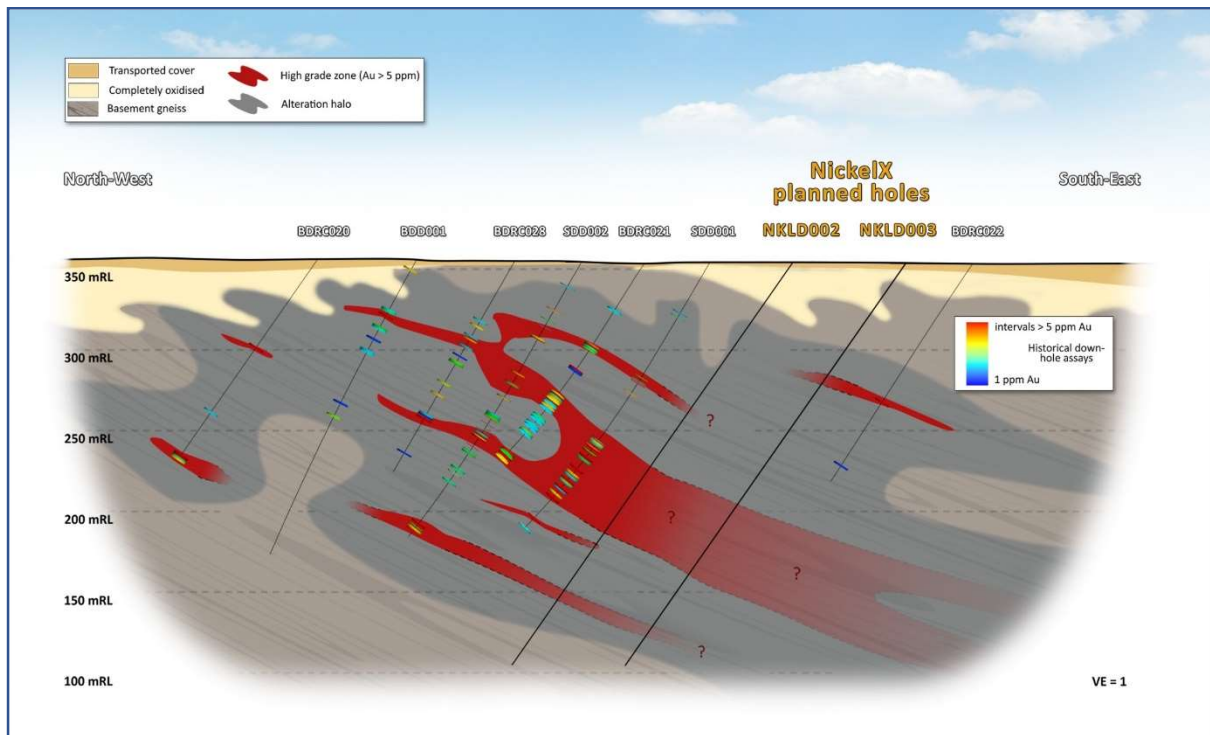 Transported cover
Completely oxidised
Basement gneiss
High grade zone (Au > 5 ppm)
Alteration halo
North-West
NickelX
planned holes
South-East
BDRC020
BDD001
BDRC028
SDD002
BDRC021
SDD001
NKLD002
NKLD003
BDRC022
350 mRL
300 mRL
250 mRL
200 mRL
150 mRL
100 mRL
intervals > 5 ppm Au
Historical down-
hole assays
1 ppm Au
?
?
?
?
VE = 1